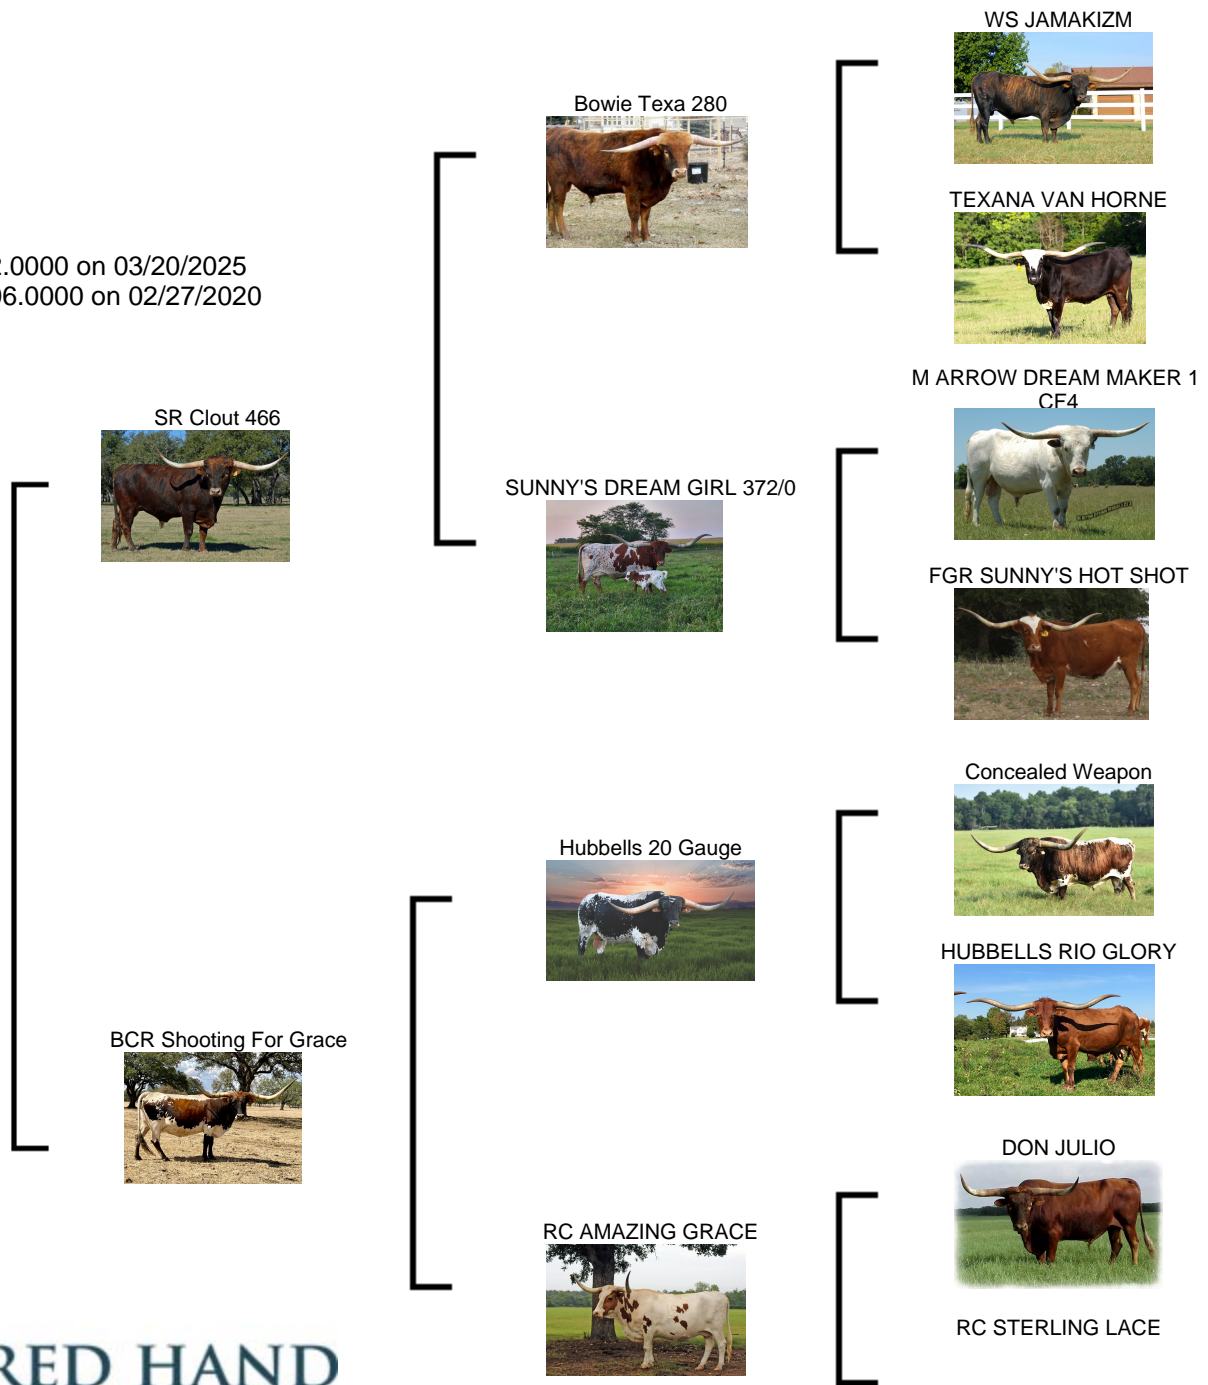 WS JAMAKIZM
Bowie Texa 280
TEXANA VAN HORNE
.0000 on 03/20/2025
6.0000 on 02/27/2020
M ARROW DREAM MAKER 1
CF4
SR Clout 466
SUNNY'S DREAM GIRL 372/0
FGR SUNNY'S HOT SHOT
Concealed Weapon
Hubbells 20 Gauge
HUBBELLS RIO GLORY
BCR Shooting For Grace
DON JULIO
RC AMAZING GRACE
RC STERLING LACE
RED HAND